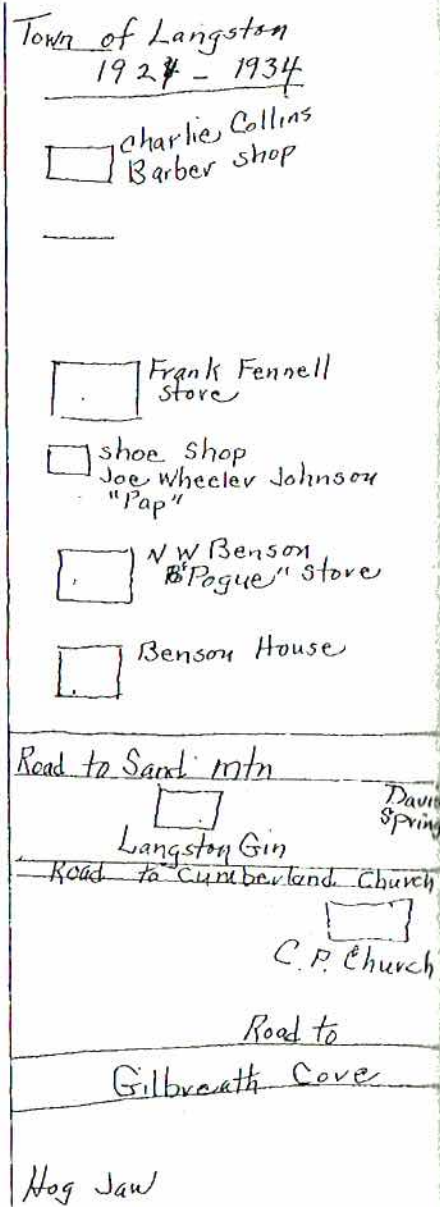 Town of Langston
1924 - 1934
Charlie Collins
Barber shop
Frank Fennell
Store
shoe shop
Joe Wheeler Johnson
"Pap"
N W Benson
"Pogue" Store
Benson House
Road to Sand mtn
Langston Gin
Spring
Road to Cumberland Church
C. P. Church
Road to
Gilbreath Cove
Hog Jaw